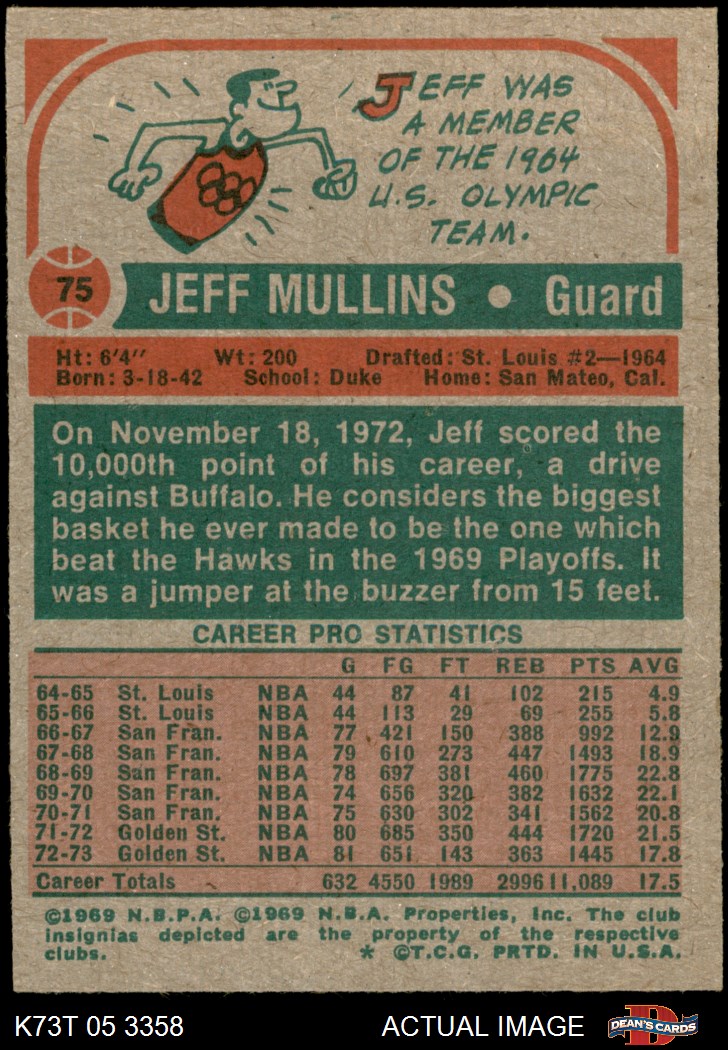 JEFF WAS
A MEMBER
OF THE 1964
U.S. OLYMPIC
TEAM.
75 JEFF MULLINS • Guard
Ht: 6'4" Wt: 200 Drafted: St. Louis #2—1964
Born: 3-18-42 School: Duke Home: San Mateo, Cal.
On November 18, 1972, Jeff scored the
10,000th point of his career, a drive
against Buffalo. He considers the biggest
basket he ever made to be the one which
beat the Hawks in the 1969 Playoffs. It
was a jumper at the buzzer from 15 feet.
CAREER PRO STATISTICS
G FG FT REB PTS AVG
64-65 St. Louis NBA 44 87 41 102 215 4.9
65-66 St. Louis NBA 44 113 29 69 255 5.8
66-67 San Fran. NBA 77 421 150 388 992 12.9
67-68 San Fran. NBA 79 610 273 447 1493 18.9
68-69 San Fran. NBA 78 697 381 460 1775 22.8
69-70 San Fran. NBA 74 656 320 382 1632 22.1
70-71 San Fran. NBA 75 630 302 341 1562 20.8
71-72 Golden St. NBA 80 685 350 444 1720 21.5
72-73 Golden St. NBA 81 651 143 363 1445 17.8
Career Totals 632 4550 1989 2996 11,089 17.5
©1969 N.B.P.A. ©1969 N.B.A. Properties, Inc. The club
insignias depicted are the property of the respective
clubs. * ©T.C.G. PRTD. IN U.S.A.
K73T 05 3358 ACTUAL IMAGE DEAN'S CARDS